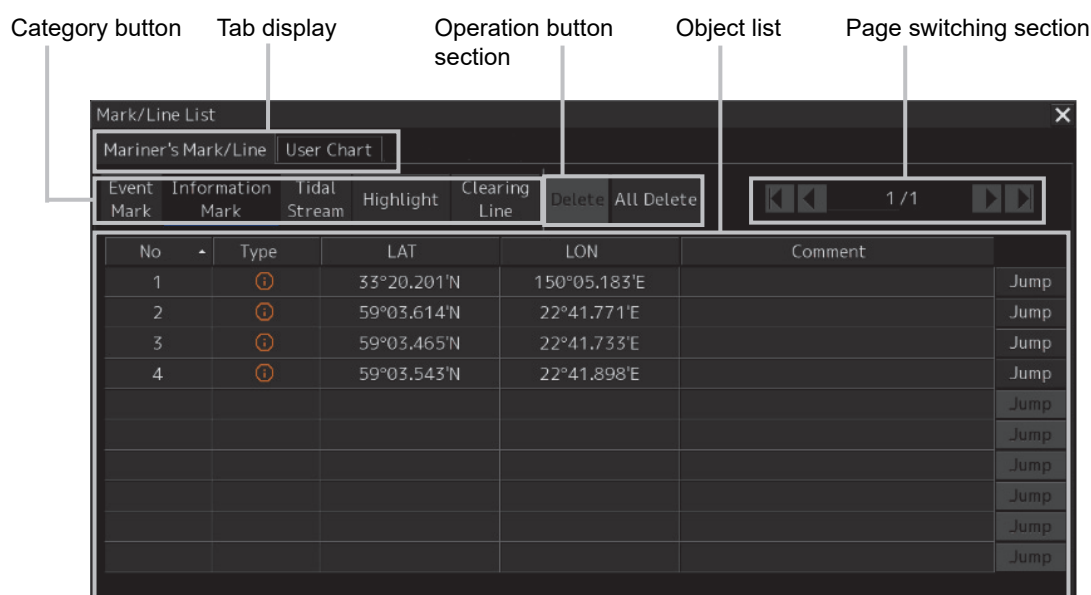 Category button Tab display Operation button section Object list Page switching section
Mark/Line List
Mariner's Mark/Line User Chart
Event Mark Information Mark Tidal Stream Highlight Clearing Line Delete All Delete 1 /1
No Type LAT LON Comment
1 33°20.201'N 150°05.183'E Jump
2 59°03.614'N 22°41.771'E Jump
3 59°03.465'N 22°41.733'E Jump
4 59°03.543'N 22°41.898'E Jump
Jump
Jump
Jump
Jump
Jump
Jump